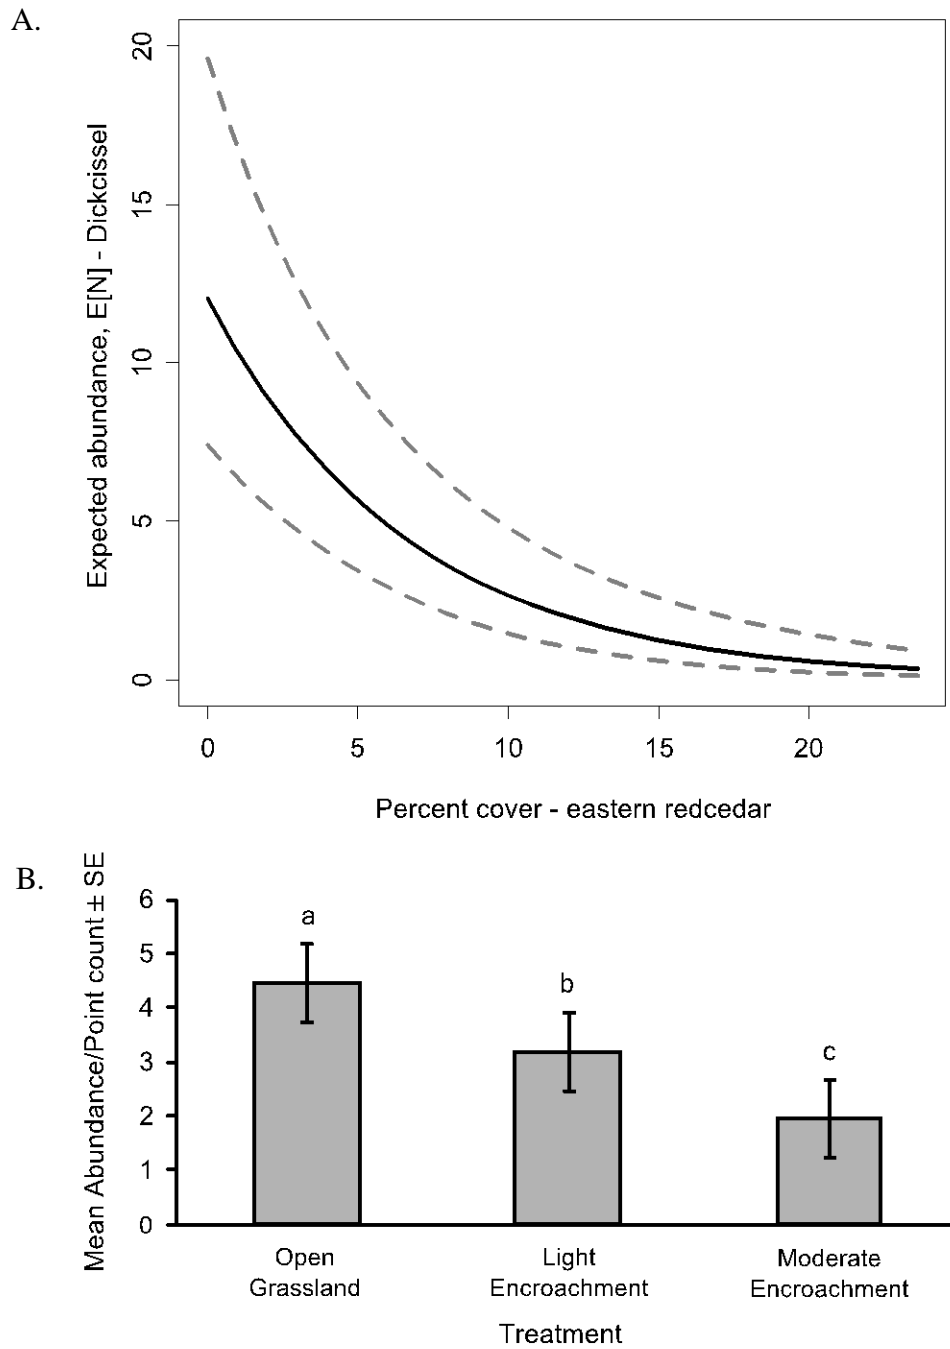 A.
Expected abundance, E[N] - Dickcissel
20
15
10
5
0
0 5 10 15 20
Percent cover - eastern redcedar
B.
Mean Abundance/Point count ± SE
6
5
4
3
2
1
0
a
b
c
Open Grassland
Light Encroachment
Moderate Encroachment
Treatment